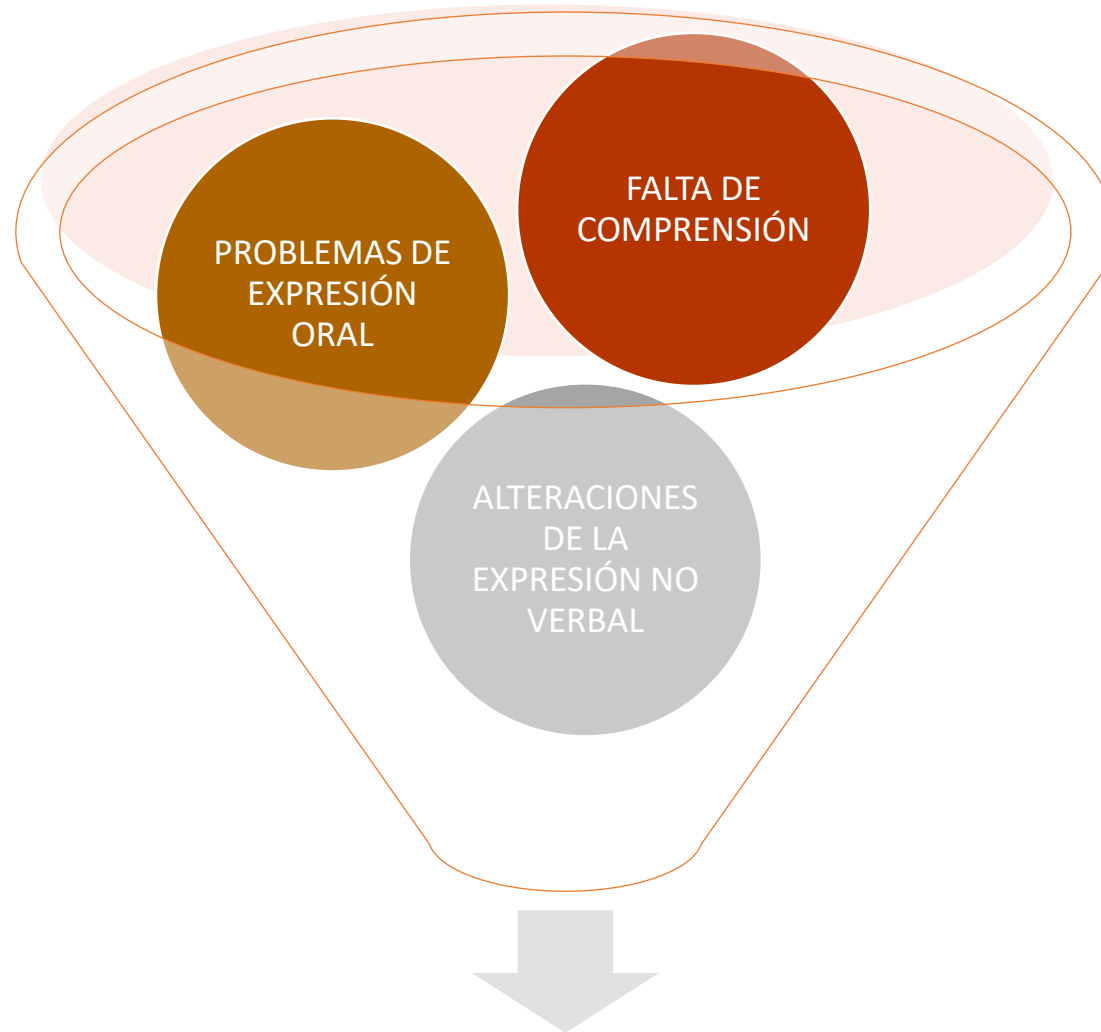 PROBLEMAS DE
EXPRESIÓN
ORAL
FALTA DE
COMPRENSIÓN
ALTERACIONES
DE LA
EXPRESIÓN NO
VERBAL